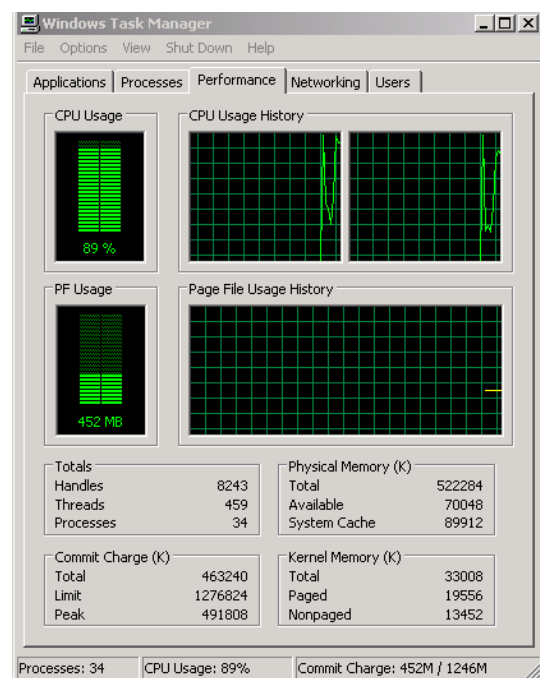 Windows Task Manager
File Options View Shut Down Help
Applications Processes Performance Networking Users
CPU Usage CPU Usage History
89 %
PF Usage Page File Usage History
452 MB
Totals
Handles 8243
Threads 459
Processes 34
Physical Memory (K)
Total 522284
Available 70048
System Cache 89912
Commit Charge (K)
Total 463240
Limit 1276824
Peak 491808
Kernel Memory (K)
Total 33008
Paged 19556
Nonpaged 13452
Processes: 34 CPU Usage: 89% Commit Charge: 452M / 1246M